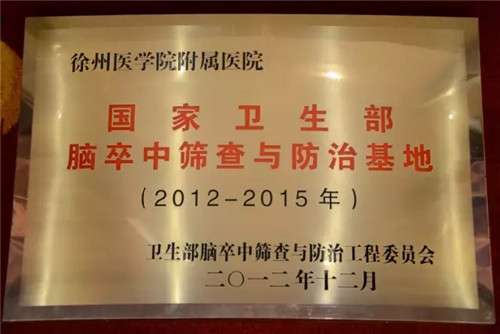 徐州医学院附属医院
国家卫生部
脑卒中筛查与防治基地
(2012-2015年)
卫生部脑卒中筛查与防治工程委员会
二〇一二年十二月